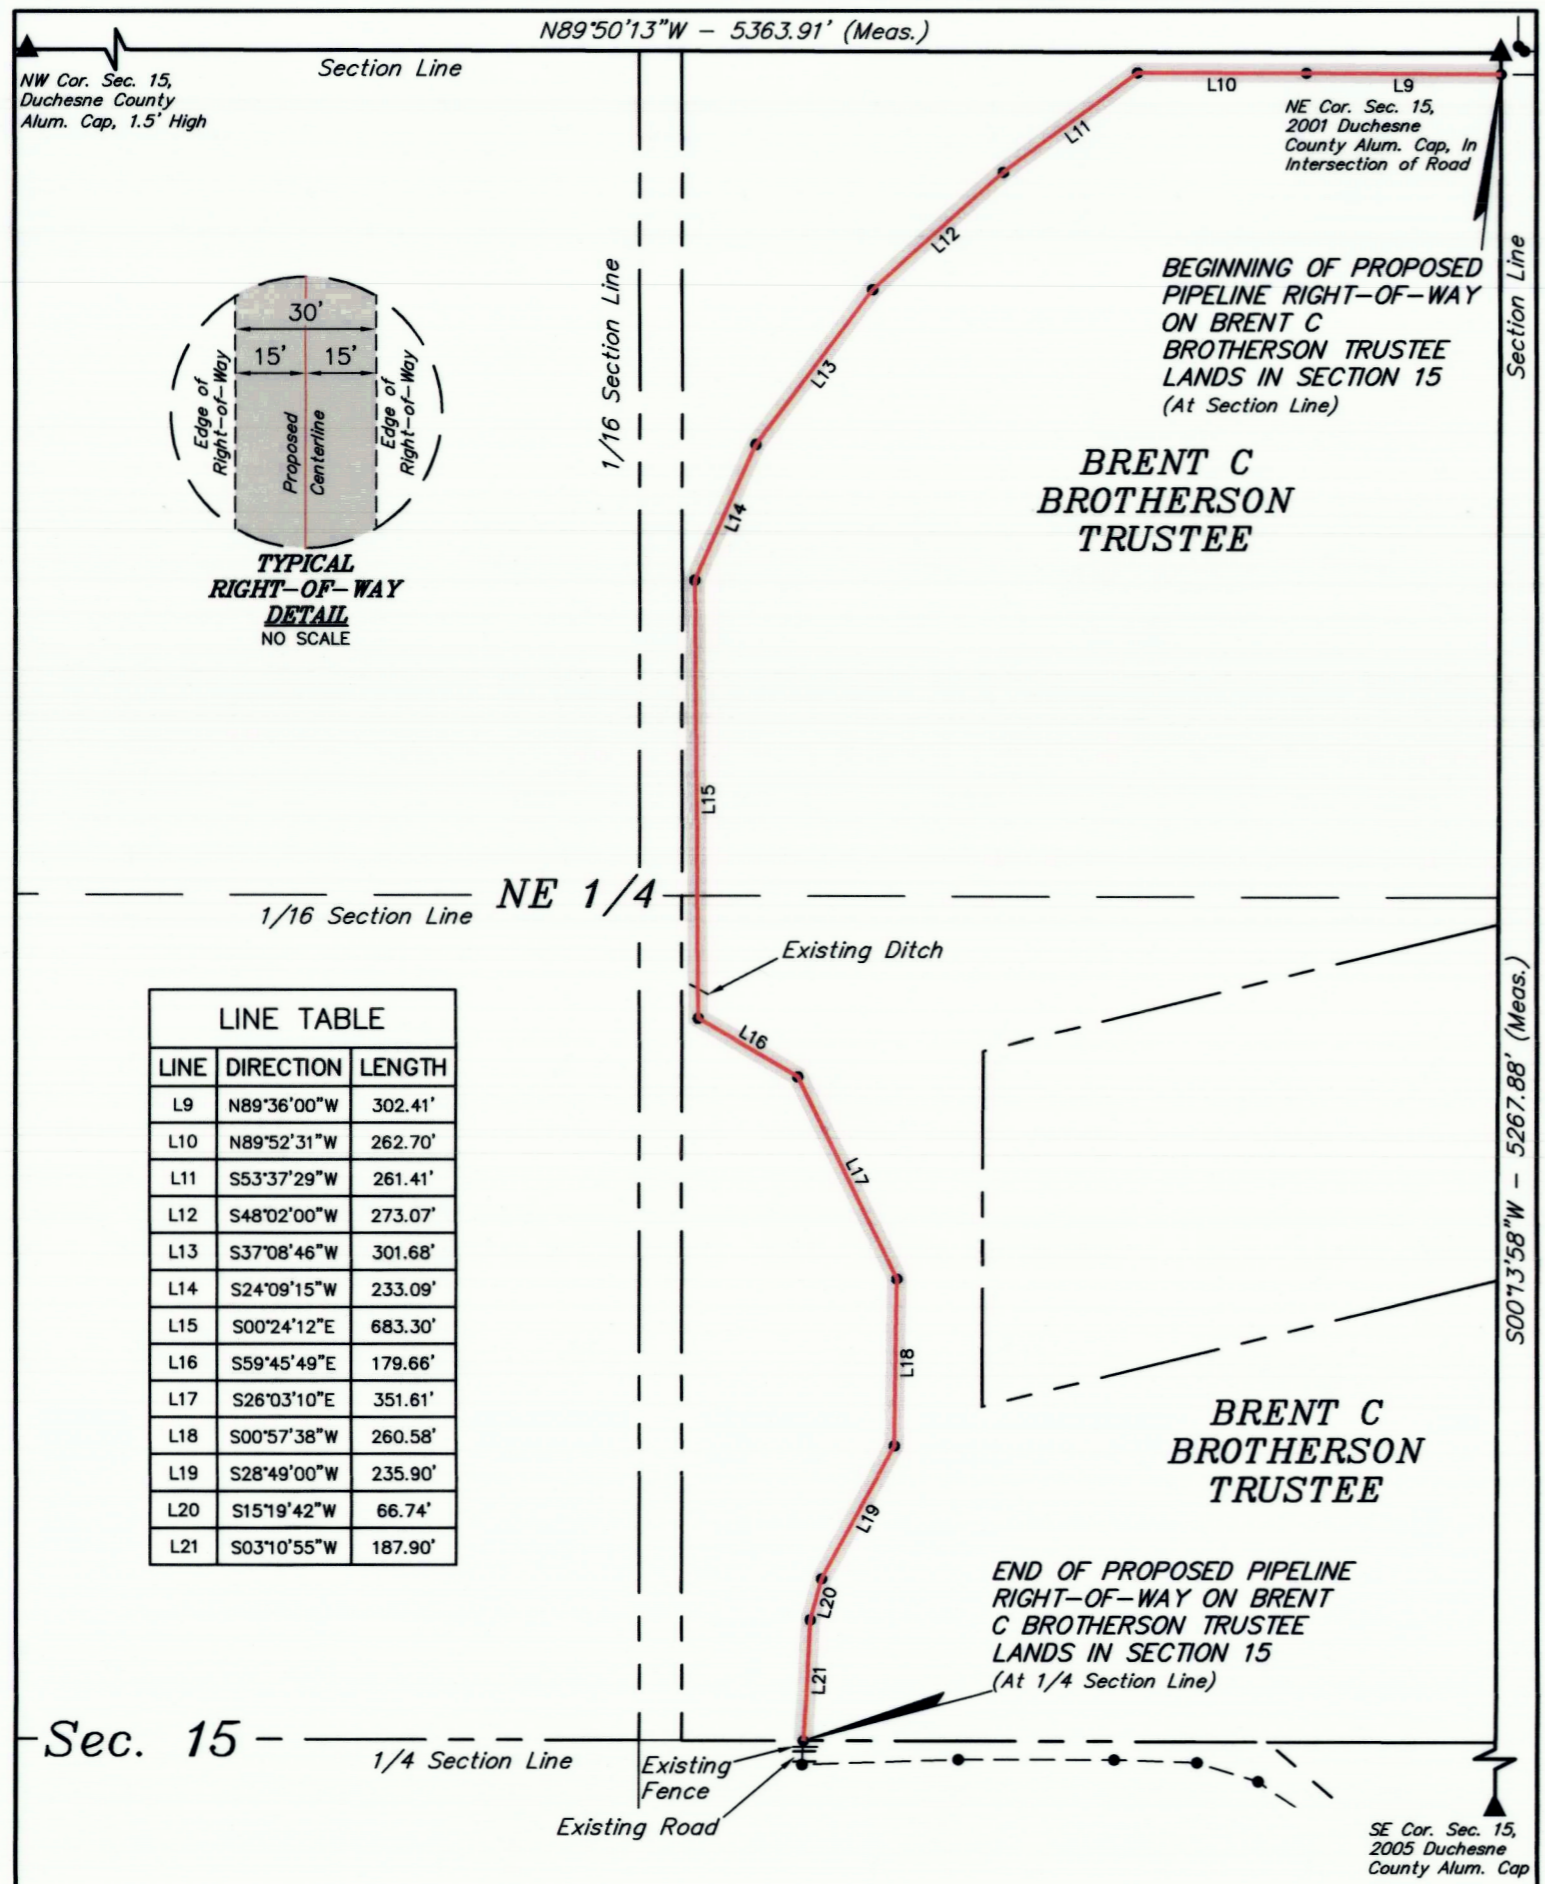 N89°50'13"W - 5363.91' (Meas.)
Section Line
NW Cor. Sec. 15,
Duchesne County
Alum. Cap, 1.5' High
L10
L9
NE Cor. Sec. 15,
2001 Duchesne
County Alum. Cap, In
Intersection of Road
L11
L12
L13
L14
1/16 Section Line
Section Line
BEGINNING OF PROPOSED
PIPELINE RIGHT-OF-WAY
ON BRENT C
BROTHERSON TRUSTEE
LANDS IN SECTION 15
(At Section Line)
30'
15' 15'
Edge of
Right-of-Way
Proposed
Centerline
Edge of
Right-of-Way
TYPICAL
RIGHT-OF-WAY
DETAIL
NO SCALE
BRENT C
BROTHERSON
TRUSTEE
L15
NE 1/4
1/16 Section Line
Existing Ditch
L16
L17
L18
L19
L20
L21
S00°13'58"W - 5267.88' (Meas.)
LINE TABLE
LINE DIRECTION LENGTH
L9 N89°36'00"W 302.41'
L10 N89°52'31"W 262.70'
L11 S53°37'29"W 261.41'
L12 S48°02'00"W 273.07'
L13 S37°08'46"W 301.68'
L14 S24°09'15"W 233.09'
L15 S00°24'12"E 683.30'
L16 S59°45'49"E 179.66'
L17 S26°03'10"E 351.61'
L18 S00°57'38"W 260.58'
L19 S28°49'00"W 235.90'
L20 S15°19'42"W 66.74'
L21 S03°10'55"W 187.90'
BRENT C
BROTHERSON
TRUSTEE
END OF PROPOSED PIPELINE
RIGHT-OF-WAY ON BRENT
C BROTHERSON TRUSTEE
LANDS IN SECTION 15
(At 1/4 Section Line)
Sec. 15
1/4 Section Line
Existing
Fence
Existing Road
SE Cor. Sec. 15,
2005 Duchesne
County Alum. Cap